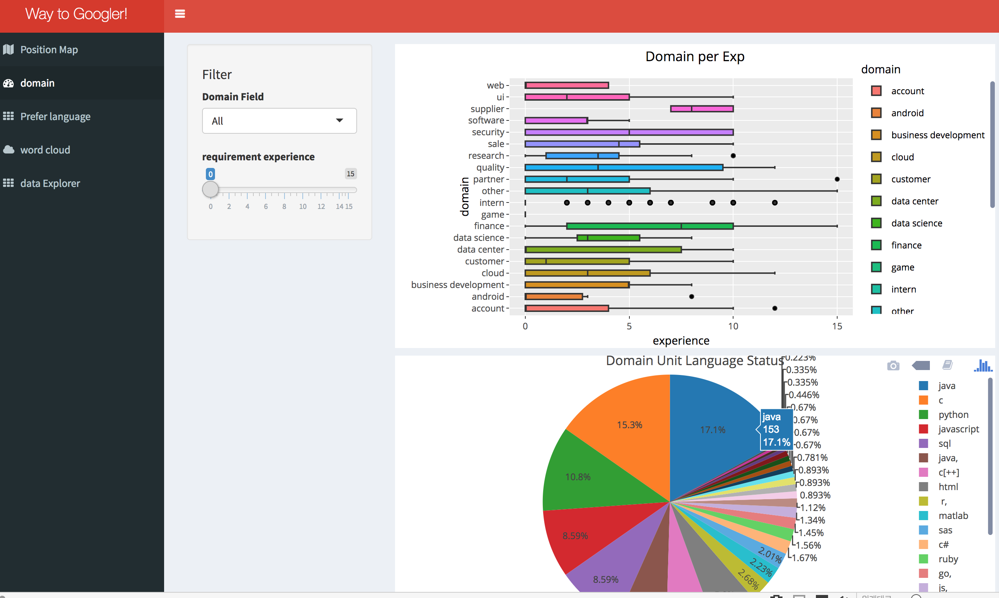 Way to Googler!
Position Map
domain
Prefer language
word cloud
data Explorer
Filter
Domain Field
All
requirement experience
0
15
0 2 4 6 8 10 12 14 15
Domain per Exp
domain
web
ui
supplier
software
security
sale
research
quality
partner
other
intern
game
finance
data science
data center
customer
cloud
business development
android
account
0 5 10 15
experience
domain
account
android
business development
cloud
customer
data center
data science
finance
game
intern
other
Domain Unit Language Status
15.3%
17.1%
10.8%
8.59%
8.59%
2.68%
2.23%
2.01%
java
153
17.1%
0.223%
0.335%
0.335%
0.446%
0.67%
0.67%
0.67%
0.67%
0.781%
0.893%
0.893%
0.893%
1.12%
1.34%
1.45%
1.56%
1.67%
java
c
python
javascript
sql
java,
c[++]
html
r,
matlab
sas
c#
ruby
go,
js,